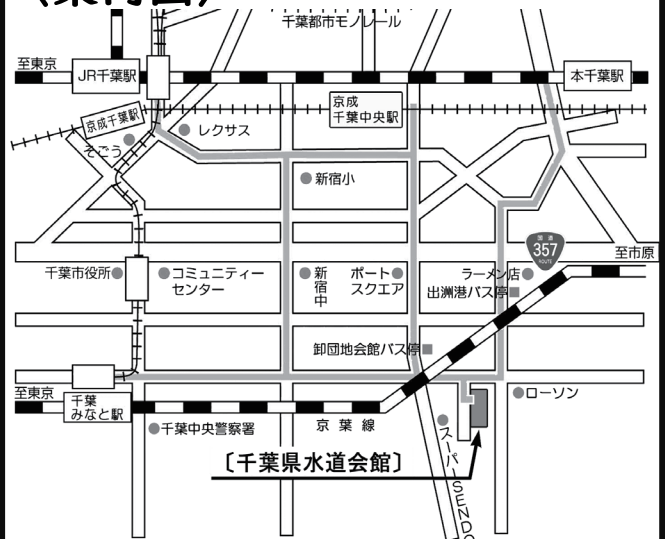 (案内図)
千葉都市モノレール
至東京
JR千葉駅
本千葉駅
京成千葉駅
京成
千葉中央駅
レクサス
そごう
新宿小
国道
357
ROUTE
至市原
千葉市役所
コミュニティー
センター
新宿中
ポート
スクエア
ラーメン店
出洲港バス停
卸団地会館バス停
至東京
千葉
みなと駅
ローソン
千葉中央警察署
京葉線
スーパーSENDO
〔千葉県水道会館〕